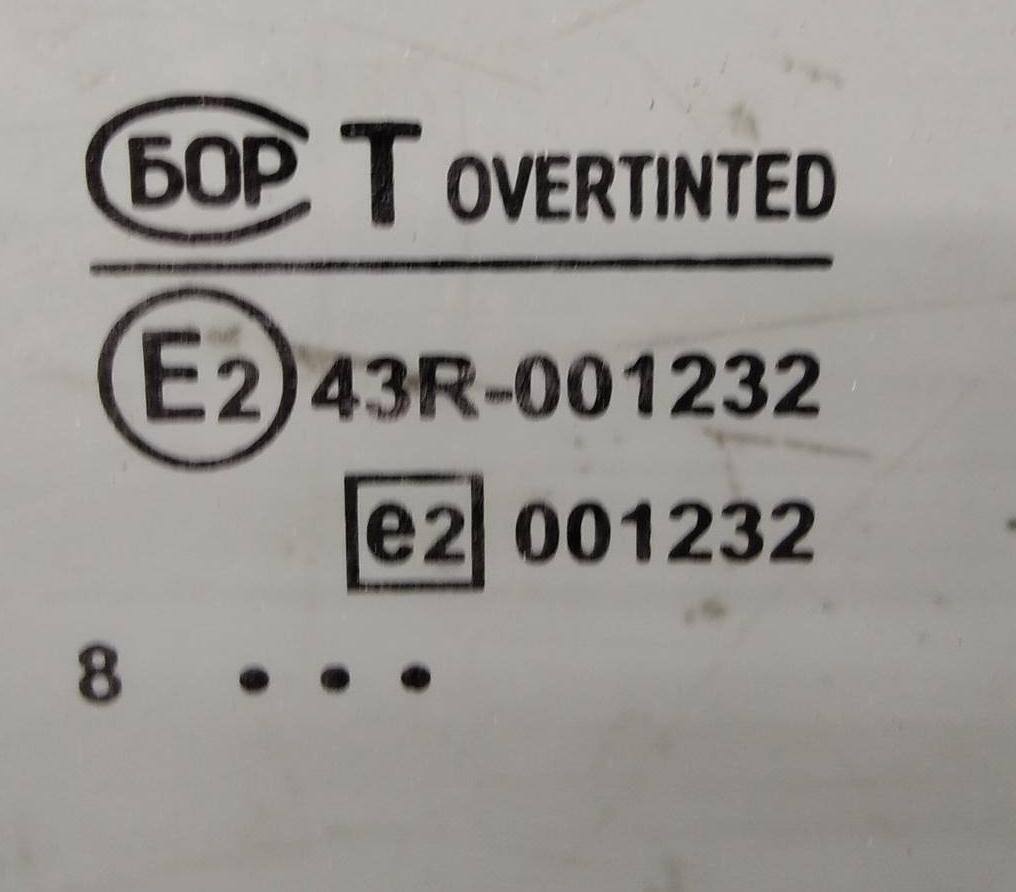 БОР T OVERTINTED
E2 43R-001232
e2 001232
8 • • •